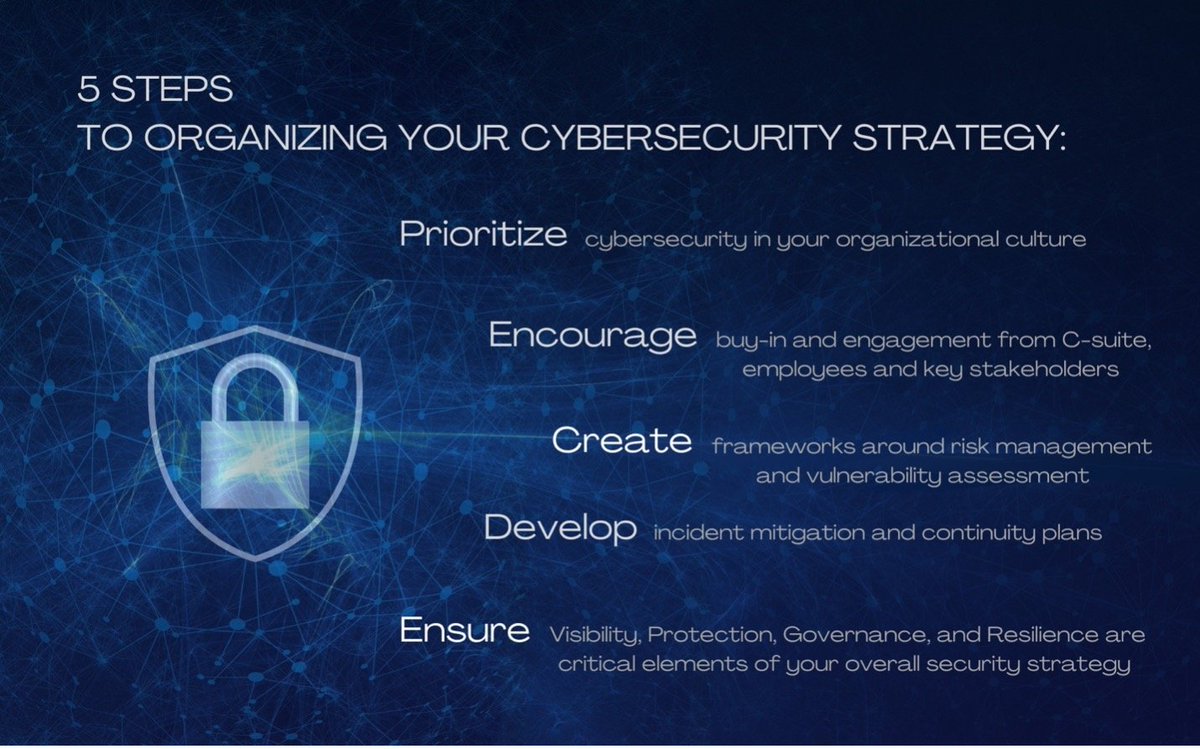 5 STEPS
TO ORGANIZING YOUR CYBERSECURITY STRATEGY:
Prioritize cybersecurity in your organizational culture
Encourage buy-in and engagement from C-suite,
employees and key stakeholders
Create frameworks around risk management
and vulnerability assessment
Develop incident mitigation and continuity plans
Ensure Visibility, Protection, Governance, and Resilience are
critical elements of your overall security strategy